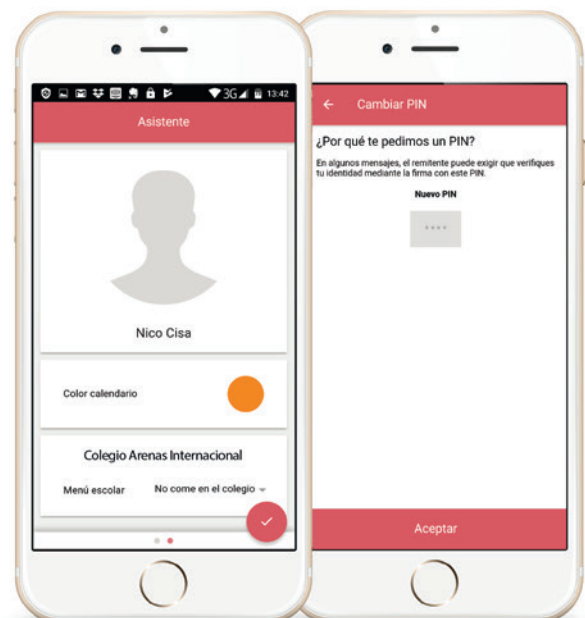 3G 13:42
Asistente
Nico Cisa
Color calendario
Colegio Arenas Internacional
Menú escolar No come en el colegio
Cambiar PIN
¿Por qué te pedimos un PIN?
En algunos mensajes, el remitente puede exigir que verifiques
tu identidad mediante la firma con este PIN.
Nuevo PIN
****
Aceptar